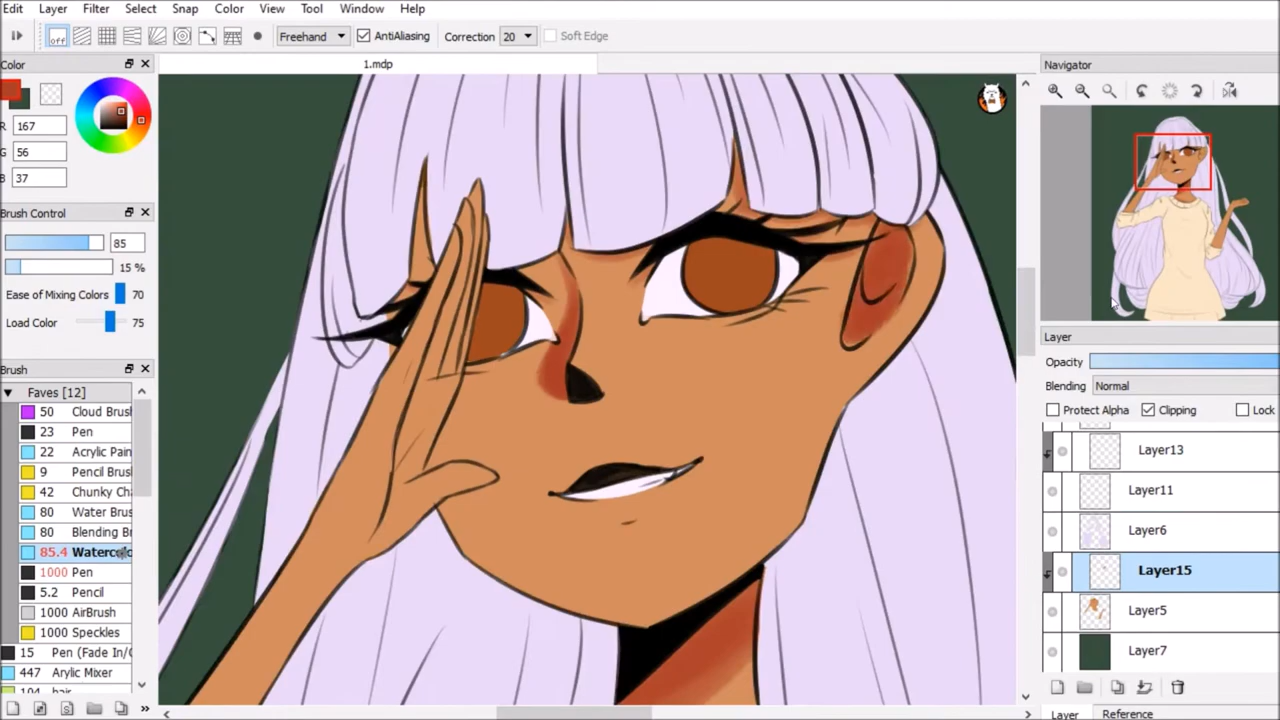 Edit Layer Filter Select Snap Color View Tool Window Help
off Freehand AntiAliasing Correction 20 Soft Edge
1.mdp
Color
R 167
G 56
B 37
Brush Control
85
15 %
Ease of Mixing Colors 70
Load Color 75
Brush
Faves [12]
50 Cloud Brus
23 Pen
22 Acrylic Pain
9 Pencil Brus
42 Chunky Cha
80 Water Brus
80 Blending Br
85.4
1000 Pen
5.2 Pencil
1000 AirBrush
1000 Speckles
15 Pen (Fade In/O
447 Arylic Mixer
104 hair
Navigator
Layer
Opacity
Blending Normal
Protect Alpha Clipping Lock
Layer13
Layer11
Layer6
Layer15
Layer5
Layer7
Layer Reference